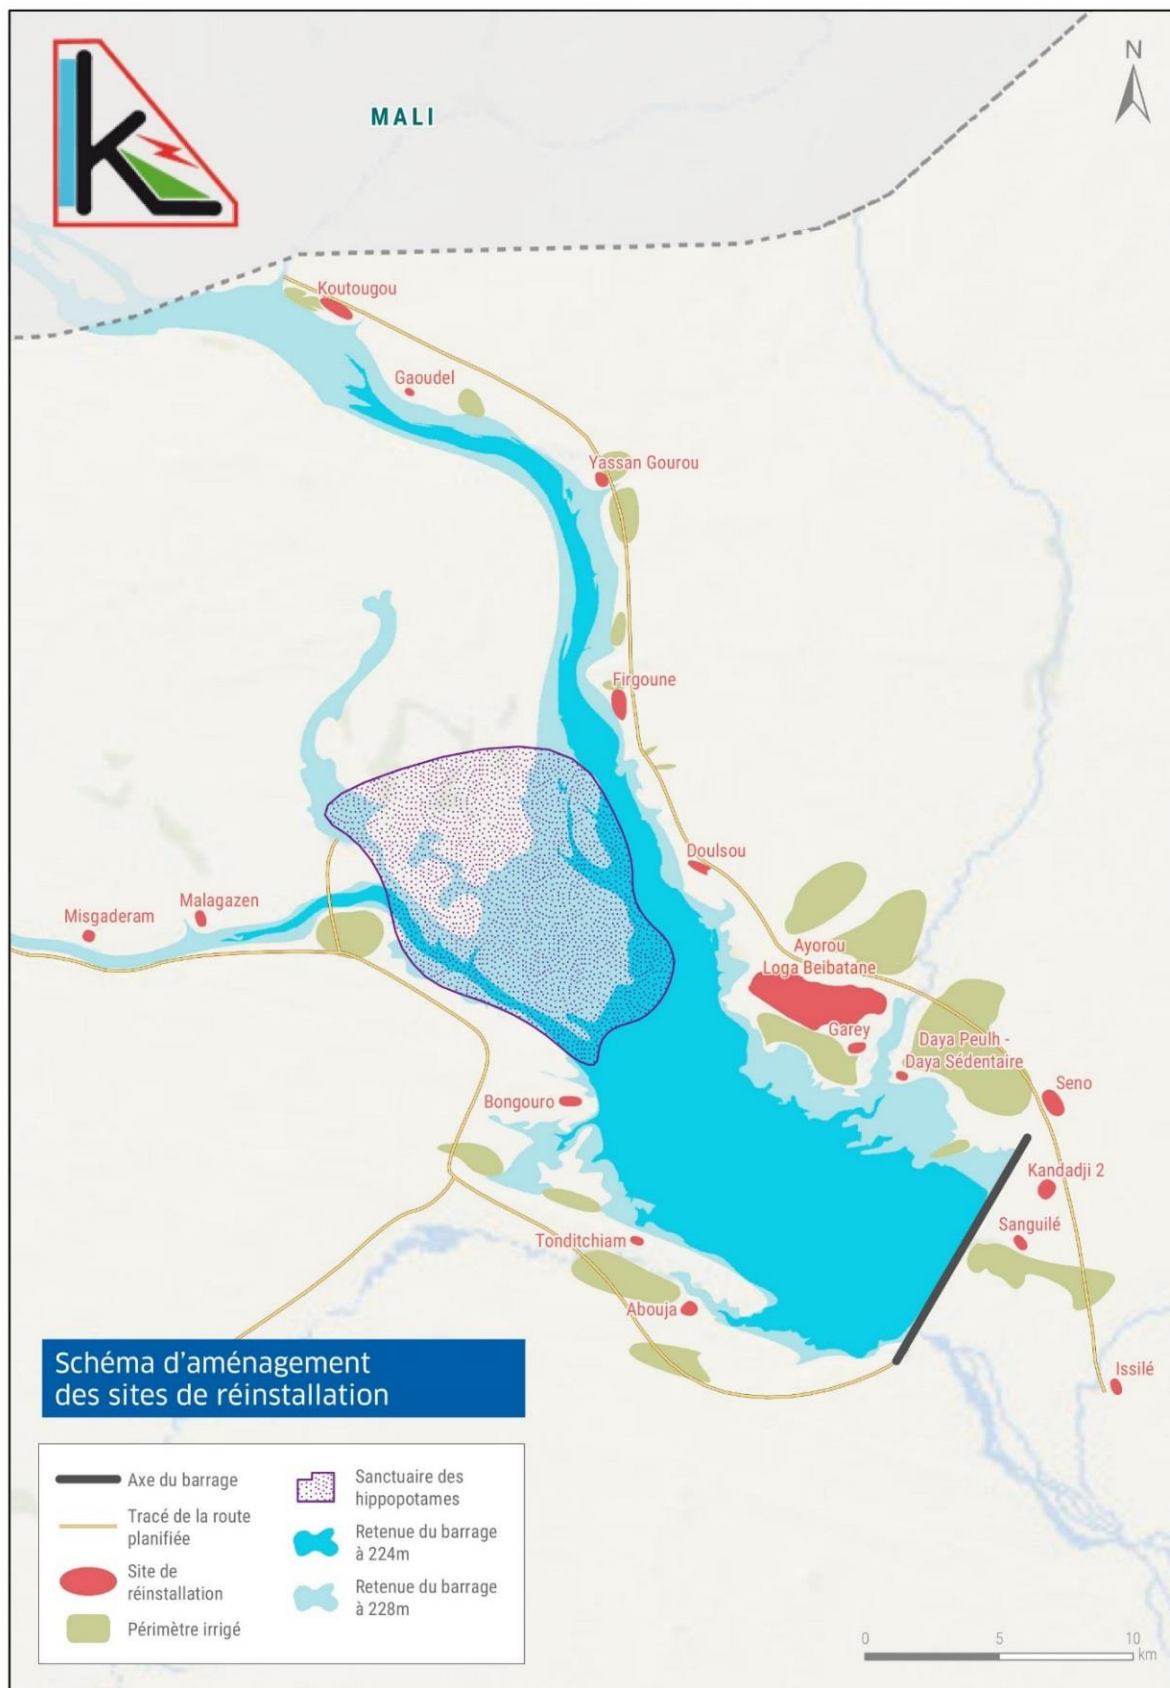 N
MALI
k
Koutougou
Gaoudel
Yassan Gourou
Firgoune
Doulsou
Malagazen
Misgaderam
Ayorou
Loga Beibatane
Garey
Daya Peulh -
Daya Sédentaire
Seno
Bongouro
Kandadji 2
Sanguilé
Tonditchiam
Abouja
Issilé
Schéma d'aménagement
des sites de réinstallation
Axe du barrage
Tracé de la route
planifiée
Site de
réinstallation
Périmètre irrigé
Sanctuaire des
hippopotames
Retenue du barrage
à 224m
Retenue du barrage
à 228m
0 5 10
km